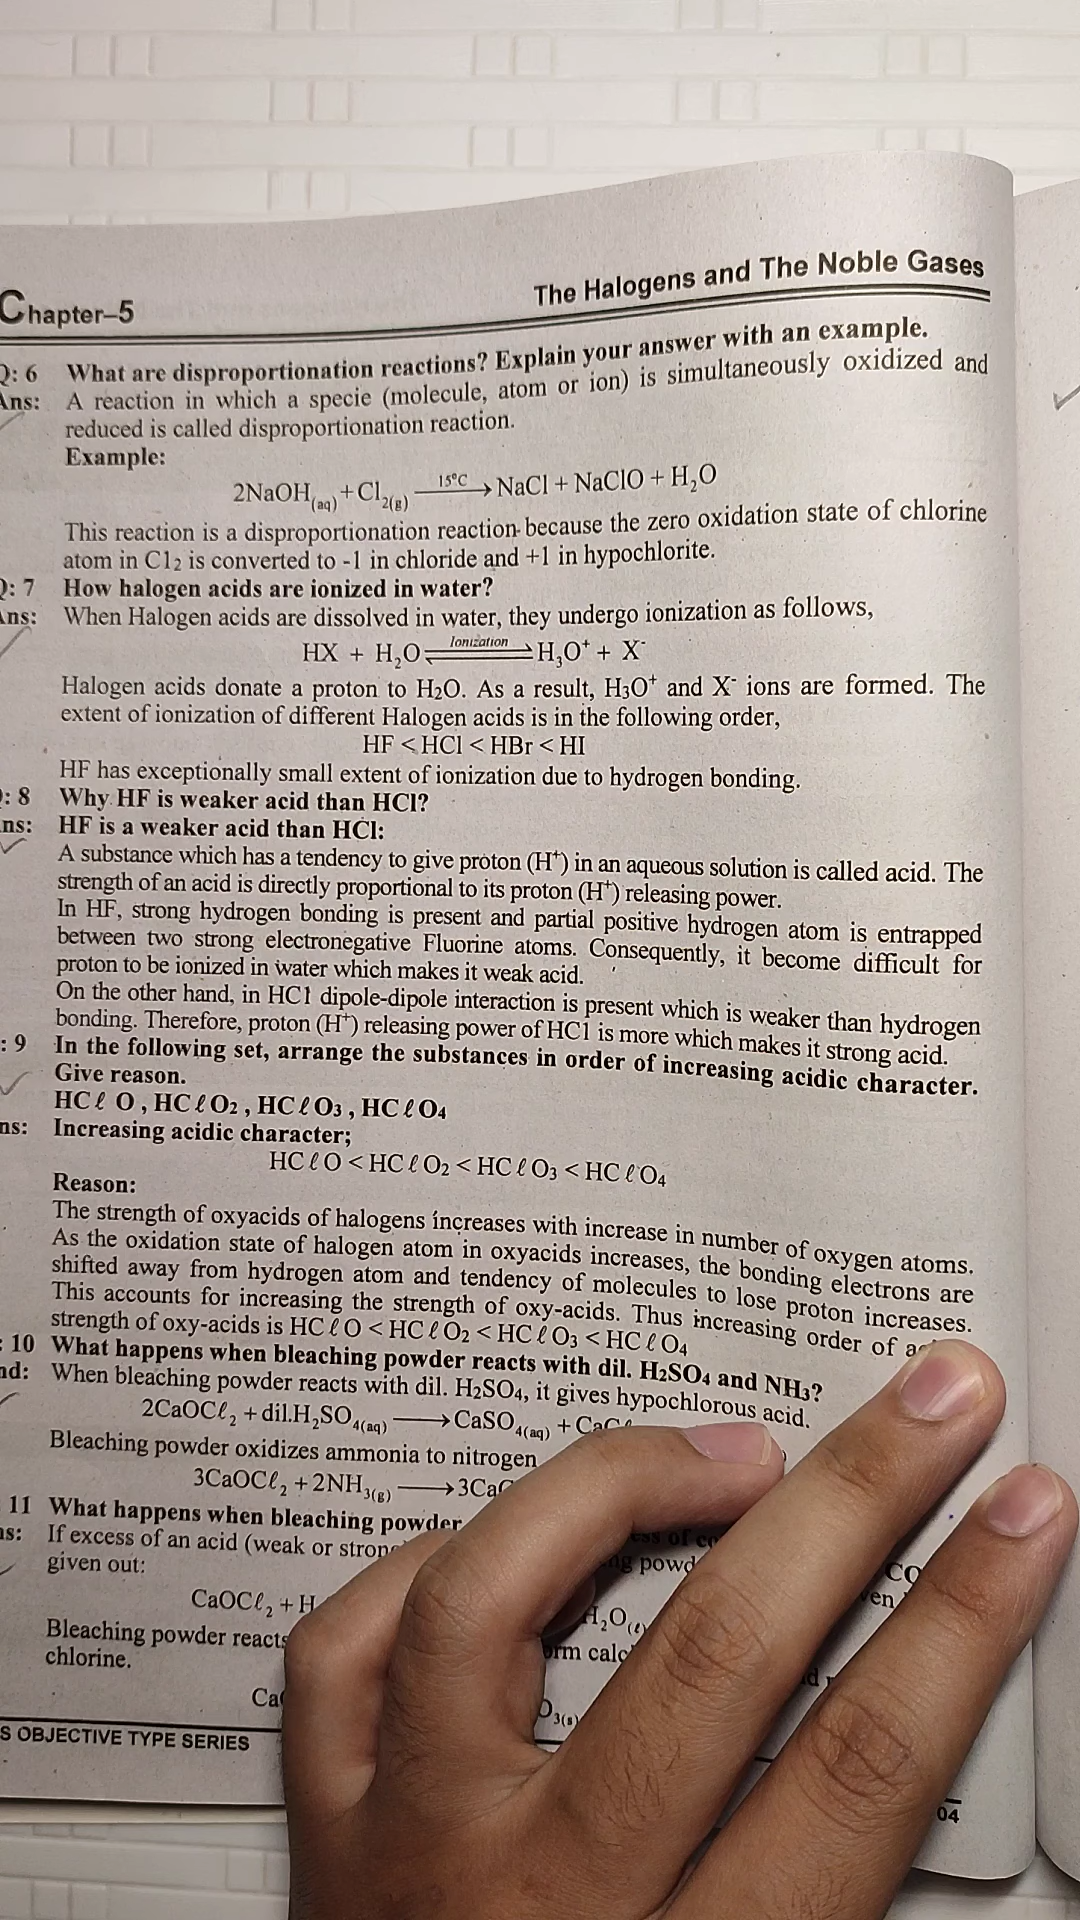 Chapter–5
The Halogens and The Noble Gases
Q: 6 What are disproportionation reactions? Explain your answer with an example.
Ans: A reaction in which a specie (molecule, atom or ion) is simultaneously oxidized and
reduced is called disproportionation reaction.
Example:
2NaOH(aq) + Cl2(g) —15°C→ NaCl + NaClO + H2O
This reaction is a disproportionation reaction because the zero oxidation state of chlorine
atom in Cl2 is converted to -1 in chloride and +1 in hypochlorite.
Q: 7 How halogen acids are ionized in water?
Ans: When Halogen acids are dissolved in water, they undergo ionization as follows,
HX + H2O ⇌ Ionization H3O+ + X-
Halogen acids donate a proton to H2O. As a result, H3O+ and X- ions are formed. The
extent of ionization of different Halogen acids is in the following order,
HF < HCl < HBr < HI
HF has exceptionally small extent of ionization due to hydrogen bonding.
: 8 Why HF is weaker acid than HCl?
ns: HF is a weaker acid than HCl:
A substance which has a tendency to give proton (H+) in an aqueous solution is called acid. The
strength of an acid is directly proportional to its proton (H+) releasing power.
In HF, strong hydrogen bonding is present and partial positive hydrogen atom is entrapped
between two strong electronegative Fluorine atoms. Consequently, it become difficult for
proton to be ionized in water which makes it weak acid.
On the other hand, in HCl dipole-dipole interaction is present which is weaker than hydrogen
bonding. Therefore, proton (H+) releasing power of HCl is more which makes it strong acid.
: 9 In the following set, arrange the substances in order of increasing acidic character.
Give reason.
HCℓO , HCℓO2 , HCℓO3 , HCℓO4
ns: Increasing acidic character;
HCℓO < HCℓO2 < HCℓO3 < HCℓO4
Reason:
The strength of oxyacids of halogens increases with increase in number of oxygen atoms.
As the oxidation state of halogen atom in oxyacids increases, the bonding electrons are
shifted away from hydrogen atom and tendency of molecules to lose proton increases.
This accounts for increasing the strength of oxy-acids. Thus increasing order of
strength of oxy-acids is HCℓO < HCℓO2 < HCℓO3 < HCℓO4
: 10 What happens when bleaching powder reacts with dil. H2SO4 and NH3?
nd: When bleaching powder reacts with dil. H2SO4, it gives hypochlorous acid.
2CaOCℓ2 + dil.H2SO4(aq) → CaSO4(aq) +
Bleaching powder oxidizes ammonia to nitrogen
3CaOCℓ2 + 2NH3(g) →
11 What happens when bleaching powder
ns: If excess of an acid (weak or
given out:
CaOCℓ2 + H
H2O(ℓ)
Bleaching powder reacts
chlorine.
O3(s)
S OBJECTIVE TYPE SERIES
04